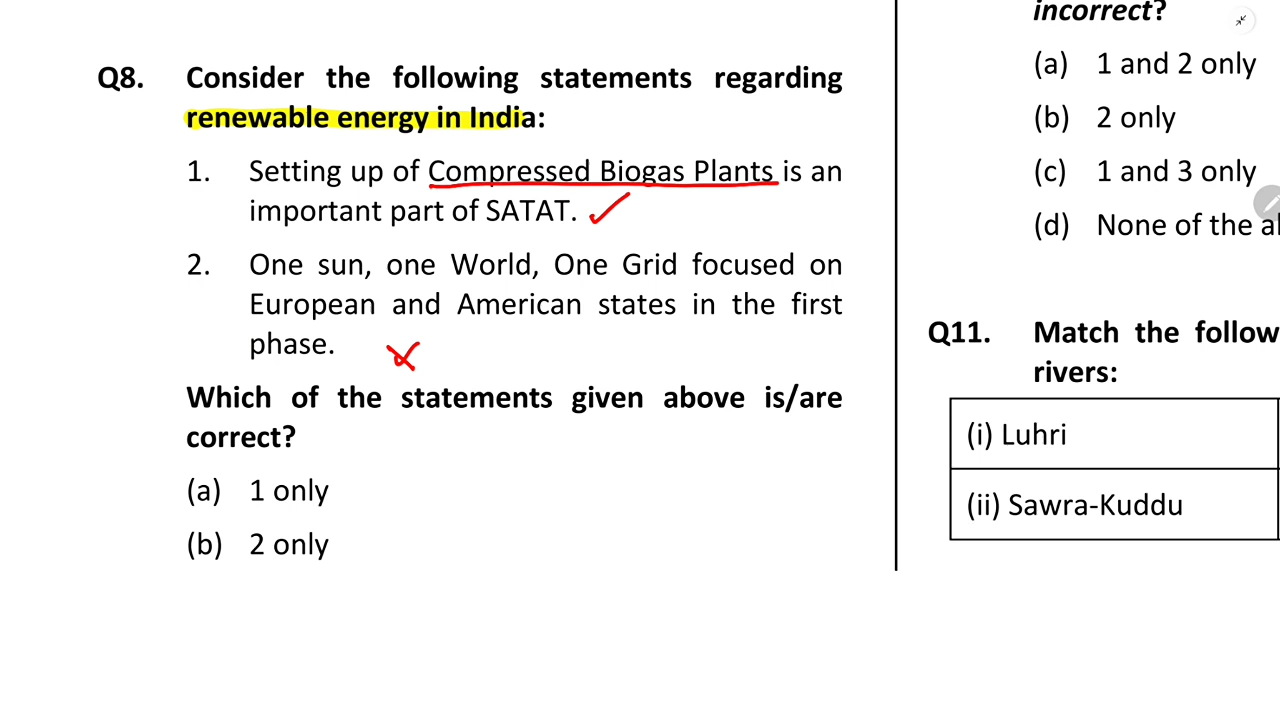 Q8. Consider the following statements regarding
renewable energy in India:
1. Setting up of Compressed Biogas Plants is an
important part of SATAT.
2. One sun, one World, One Grid focused on
European and American states in the first
phase.
Which of the statements given above is/are
correct?
(a) 1 only
(b) 2 only
incorrect?
(a) 1 and 2 only
(b) 2 only
(c) 1 and 3 only
(d) None of the
Q11. Match the follow
rivers:
(i) Luhri
(ii) Sawra-Kuddu